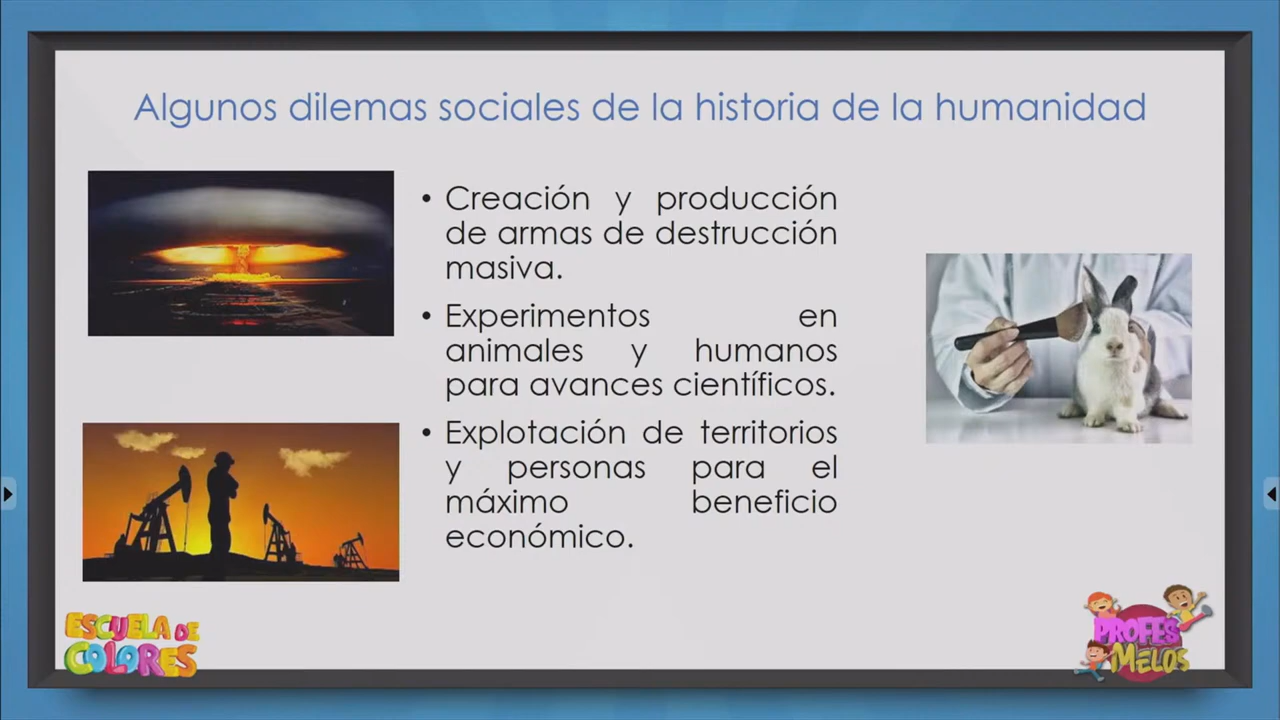 Algunos dilemas sociales de la historia de la humanidad
• Creación y producción
de armas de destrucción
masiva.
• Experimentos en
animales y humanos
para avances científicos.
• Explotación de territorios
y personas para el
máximo beneficio
económico.
ESCUELA DE
COLORES
PROFES
MELOS